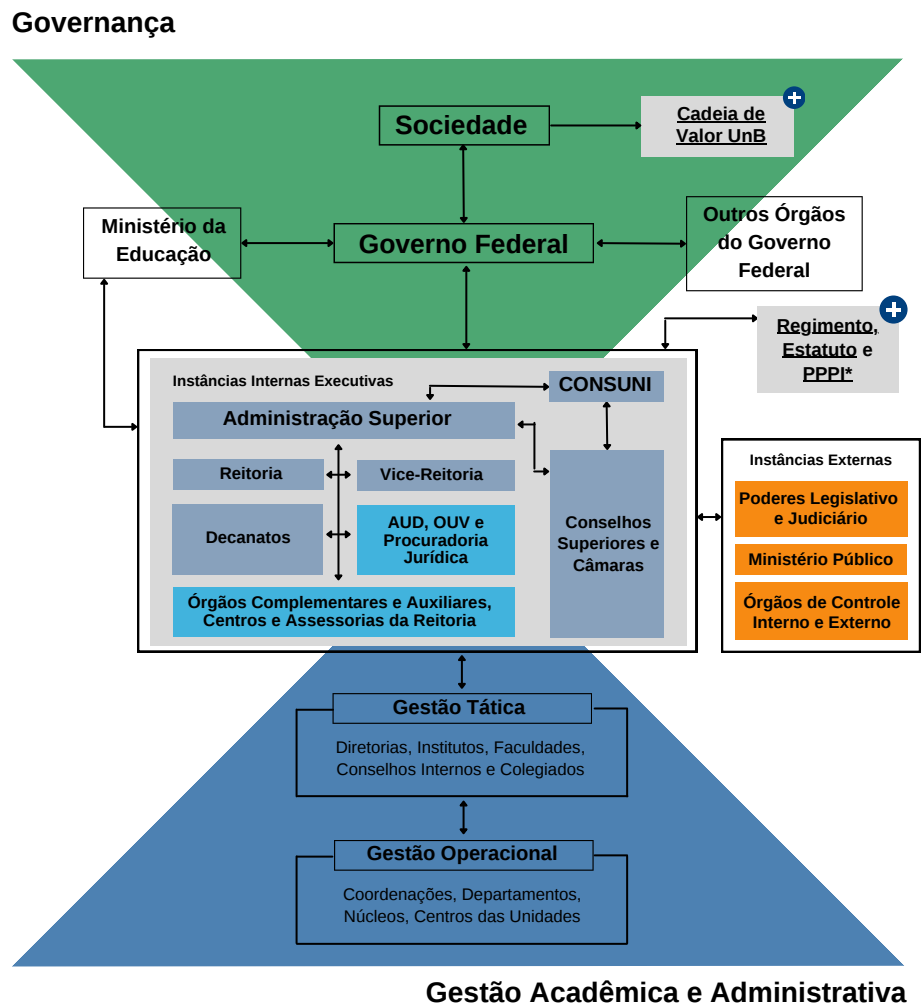 Governança
Sociedade
Cadeia de
Valor UnB
Ministério da
Educação
Governo Federal
Outros Órgãos
do Governo
Federal
Regimento,
Estatuto e
PPPI*
Instâncias Internas Executivas
CONSUNI
Administração Superior
Reitoria
Vice-Reitoria
Decanatos
AUD, OUV e
Procuradoria
Jurídica
Conselhos
Superiores e
Câmaras
Órgãos Complementares e Auxiliares,
Centros e Assessorias da Reitoria
Instâncias Externas
Poderes Legislativo
e Judiciário
Ministério Público
Órgãos de Controle
Interno e Externo
Gestão Tática
Diretorias, Institutos, Faculdades,
Conselhos Internos e Colegiados
Gestão Operacional
Coordenações, Departamentos,
Núcleos, Centros das Unidades
Gestão Acadêmica e Administrativa